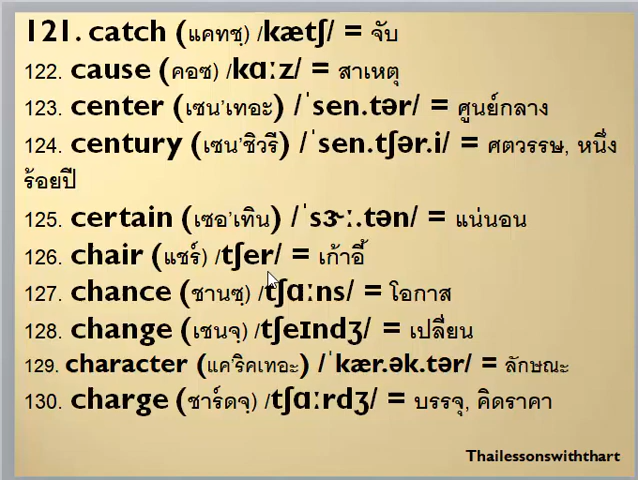 121. catch (แคทชฺ) /kætʃ/ = จับ
122. cause (คอซ) /kɑːz/ = สาเหตุ
123. center (เซน'เทอะ) /ˈsen.tər/ = ศูนย์กลาง
124. century (เซน'ชิวรี) /ˈsen.tʃər.i/ = ศตวรรษ, หนึ่ง
ร้อยปี
125. certain (เซอ'เทิน) /ˈsɝː.tən/ = แน่นอน
126. chair (แชร์) /tʃer/ = เก้าอี้
127. chance (ชานซฺ) /tʃɑːns/ = โอกาส
128. change (เชนจฺ) /tʃeɪndʒ/ = เปลี่ยน
129. character (แค'ริคเทอะ) /ˈkær.ək.tər/ = ลักษณะ
130. charge (ชาร์ดจฺ) /tʃɑːrdʒ/ = บรรจุ, คิดราคา
Thailessonswiththart